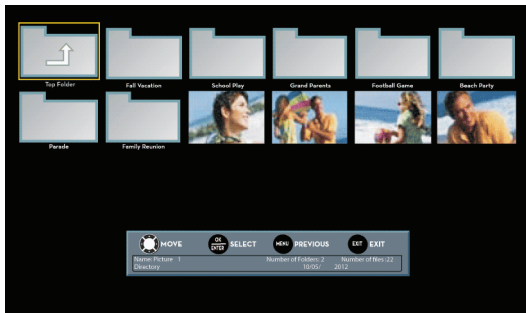 Top Folder
Fall Vacation
School Play
Grand Parents
Football Game
Beach Party
Parade
Family Reunion
OK ENTER
MENU
EXIT
MOVE SELECT PREVIOUS EXIT
Name: Picture 1 Number of Folders: 2 Number of files :22
Directory 10/05/ 2012